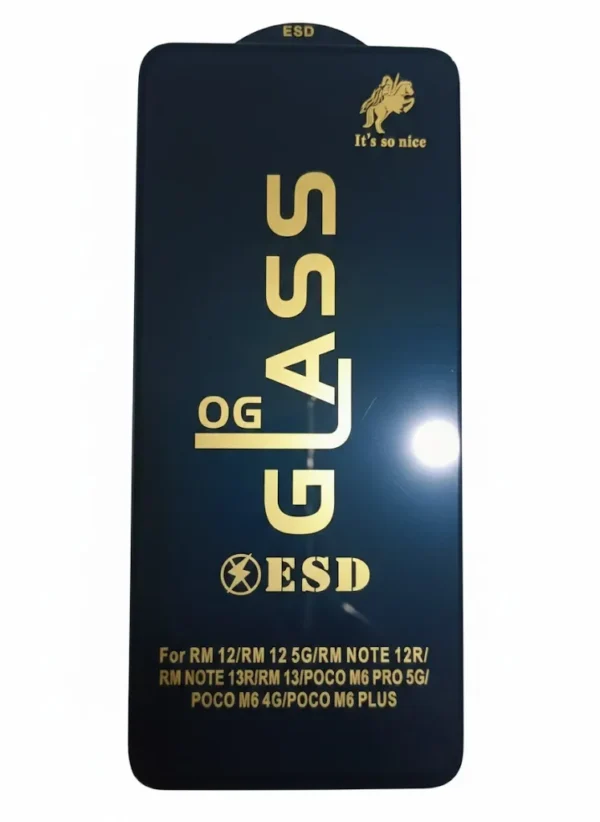 ESD
It's so nice
OG
GLASS
ESD
For RM 12/RM 12 5G/RM NOTE 12R/
RM NOTE 13R/RM 13/POCO M6 PRO 5G/
POCO M6 4G/POCO M6 PLUS